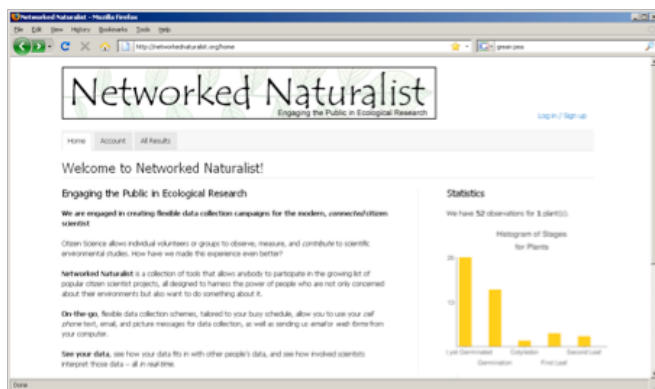 Networked Naturalist - Mozilla Firefox
File Edit View History Bookmarks Tools Help
http://networkednaturalist.org/home
green pea
Networked Naturalist
Engaging the Public in Ecological Research
Log in / Sign up
Home Account All Results
Welcome to Networked Naturalist!
Engaging the Public in Ecological Research
We are engaged in creating flexible data collection campaigns for the modern, connected citizen
scientist
Citizen Science allows individual volunteers or groups to observe, measure, and contribute to scientific
environmental studies. How have we made this experience even better?
Networked Naturalist is a collection of tools that allows anybody to participate in the growing list of
popular citizen scientist projects, all designed to harness the power of people who are not only concerned
about their environments but also want to do something about it.
On-the-go, flexible data collection schemes, tailored to your busy schedule, allow you to use your cell
phone text, email, and picture messages for data collection, as well as sending us email or web forms from
your computer.
See your data, see how your data fits in with other people's data, and see how involved scientists
interpret those data – all in real time.
Statistics
We have 52 observations for 1 plant(s).
Histogram of Stages
for Plants
Germinated Cotyledon Second Leaf
Germination First Leaf
Done